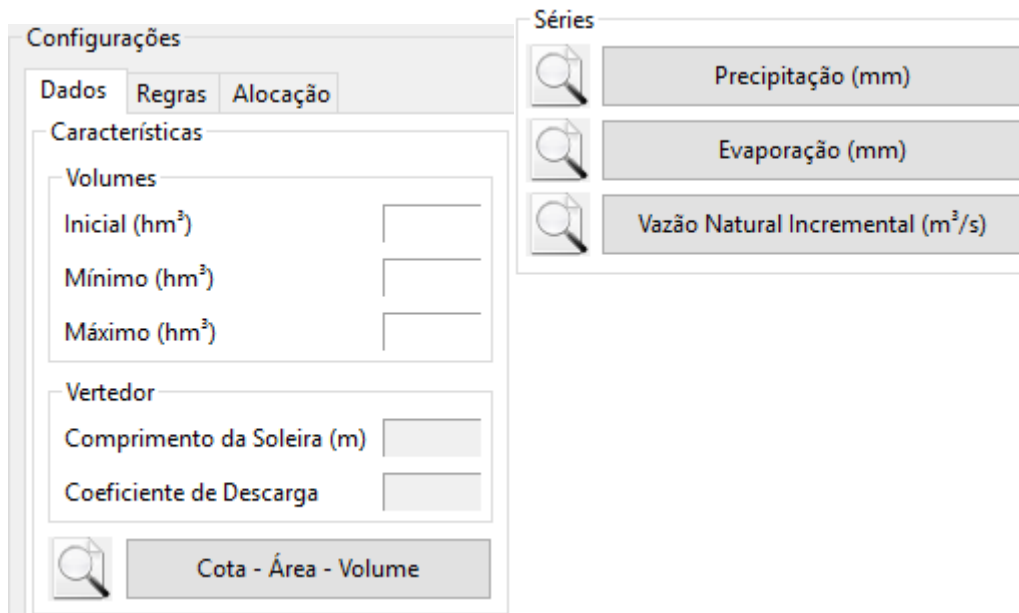 Configurações
Dados Regras Alocação
Características
Volumes
Inicial (hm³)
Mínimo (hm³)
Máximo (hm³)
Vertedor
Comprimento da Soleira (m)
Coeficiente de Descarga
Cota - Área - Volume
Séries
Precipitação (mm)
Evaporação (mm)
Vazão Natural Incremental (m³/s)